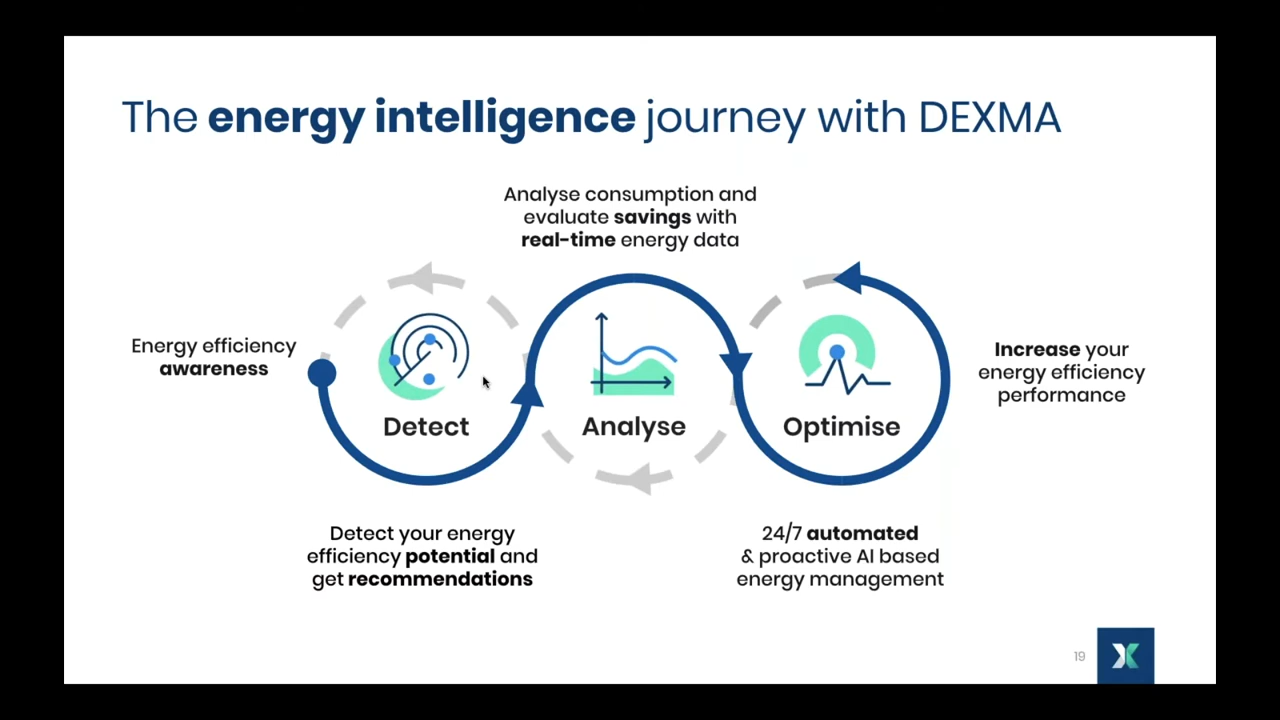 The energy intelligence journey with DEXMA
Analyse consumption and
evaluate savings with
real-time energy data
Energy efficiency
awareness
Detect
Analyse
Optimise
Increase your
energy efficiency
performance
Detect your energy
efficiency potential and
get recommendations
24/7 automated
& proactive AI based
energy management
19